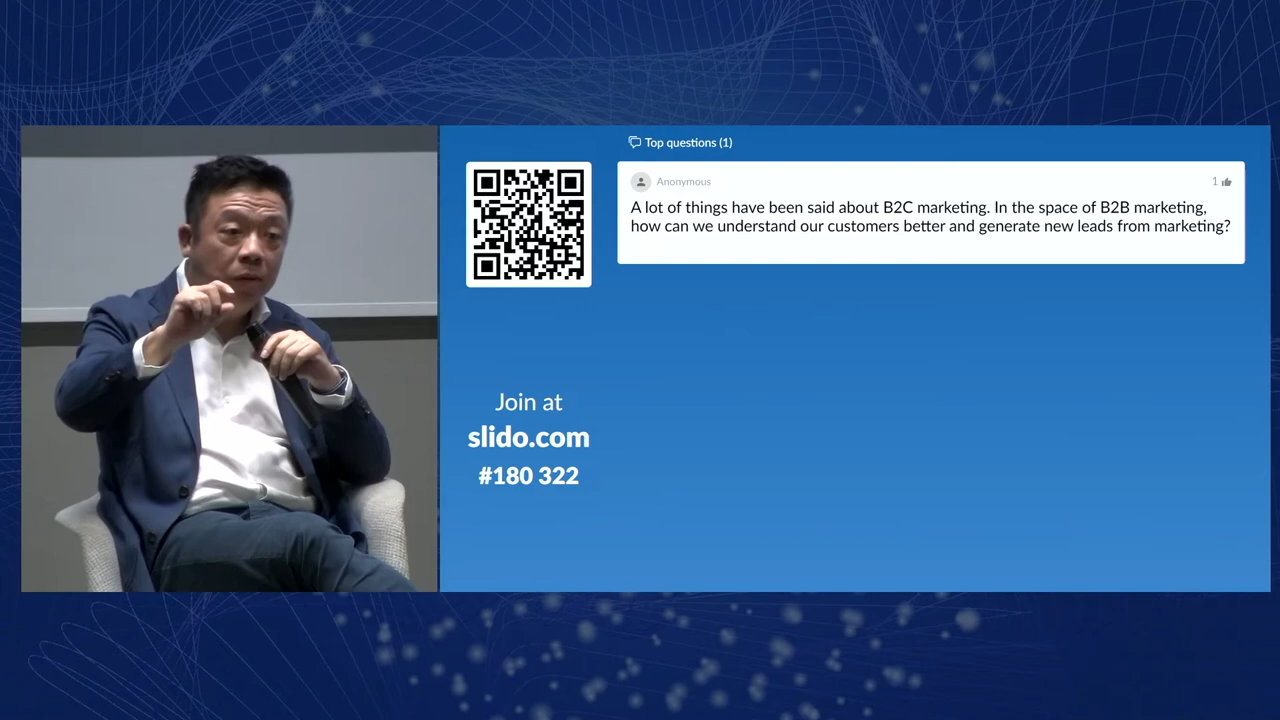 Top questions (1)
Anonymous
1
A lot of things have been said about B2C marketing. In the space of B2B marketing,
how can we understand our customers better and generate new leads from marketing?
Join at
slido.com
#180 322